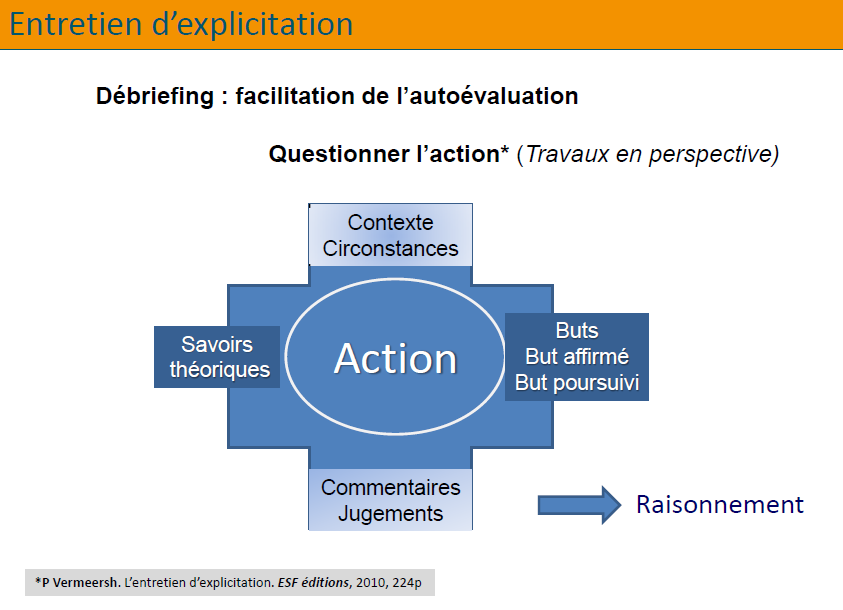 Entretien d’explicitation
Débriefing : facilitation de l’autoévaluation
Questionner l’action* (Travaux en perspective)
Contexte
Circonstances
Savoirs
théoriques
Action
Buts
But affirmé
But poursuivi
Commentaires
Jugements
Raisonnement
*P Vermeersh. L’entretien d’explicitation. ESF éditions, 2010, 224p